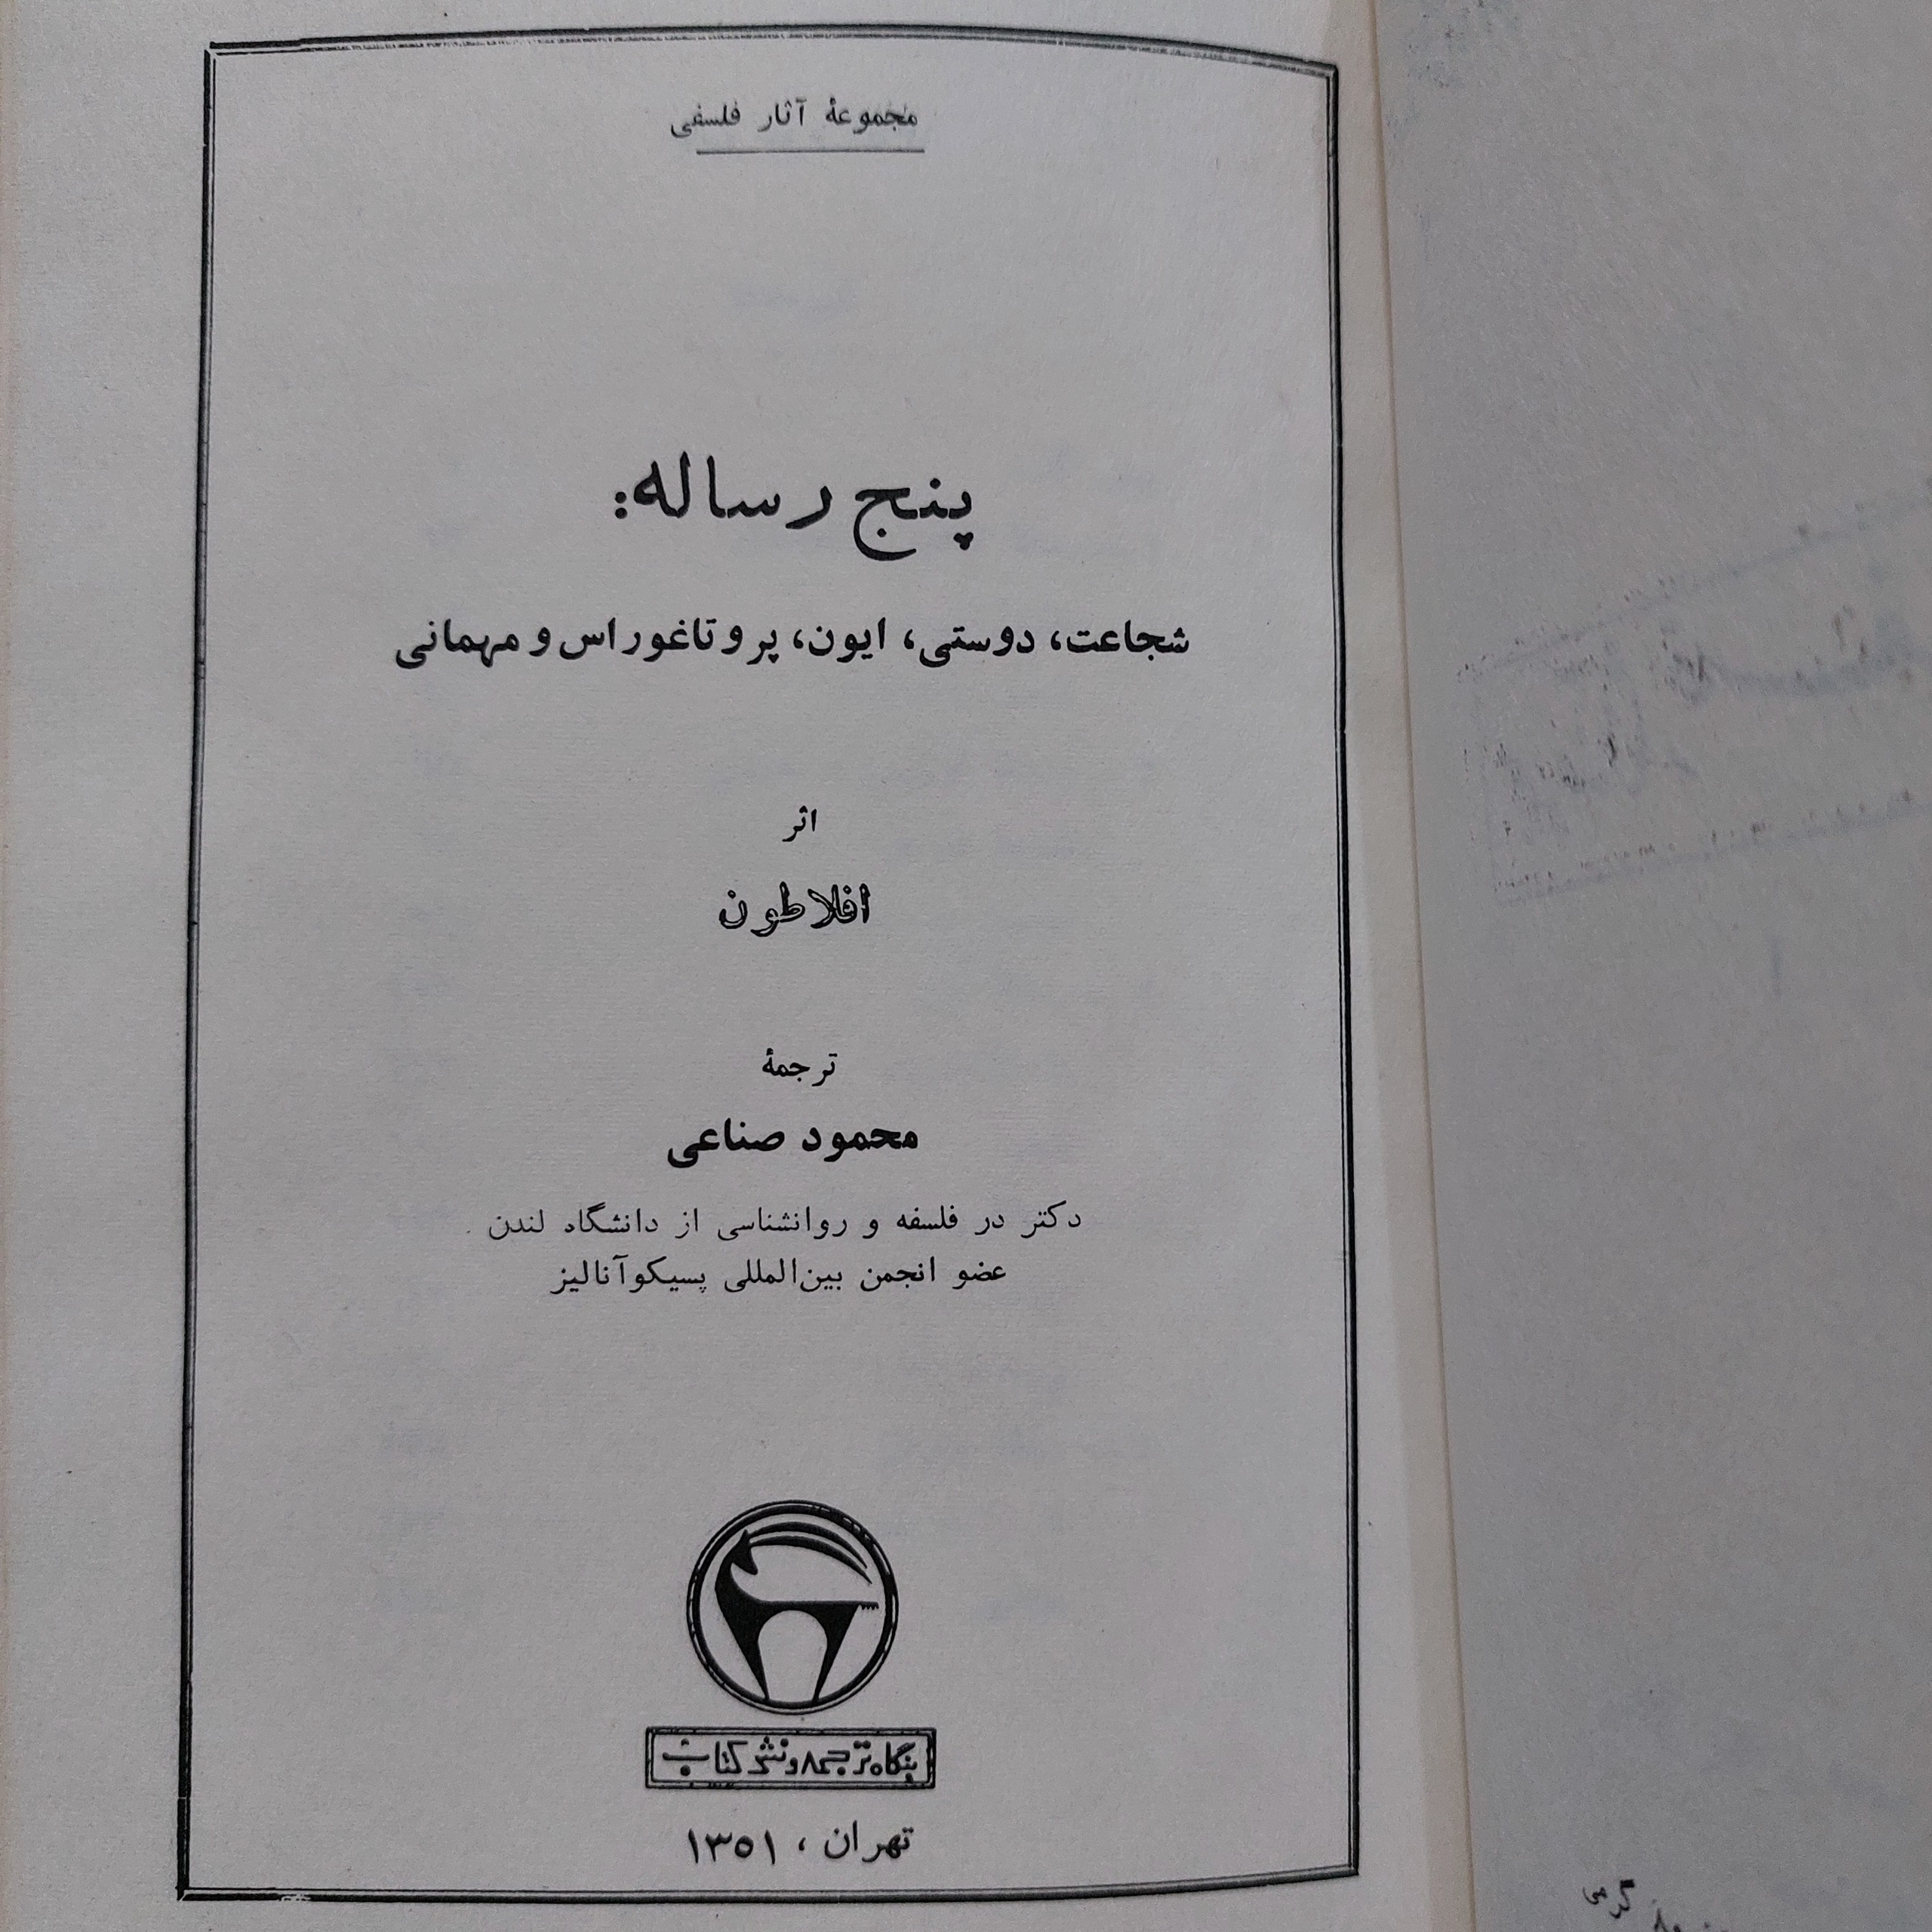 مجموعهٔ آثار فلسفی
پنج رساله:
شجاعت، دوستی، ایون، پروتاغوراس و مهمانی
اثر
افلاطون
ترجمهٔ
محمود صناعی
دکتر در فلسفه و روانشناسی از دانشگاه لندن
عضو انجمن بین‌المللی پسیکوآنالیز
بنگاه ترجمه و نشر کتاب
تهران، ۱۳۵۱